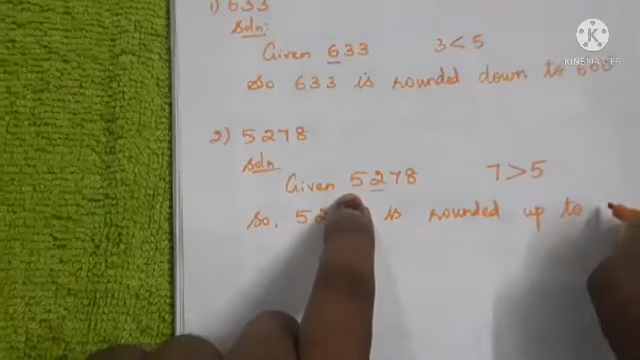 1) 633
Soln:
Given 633 3 < 5
So 633 is rounded down to 600
KINEMASTER
2) 5278
Soln
Given 5278 7 > 5
So, 52 is rounded up to